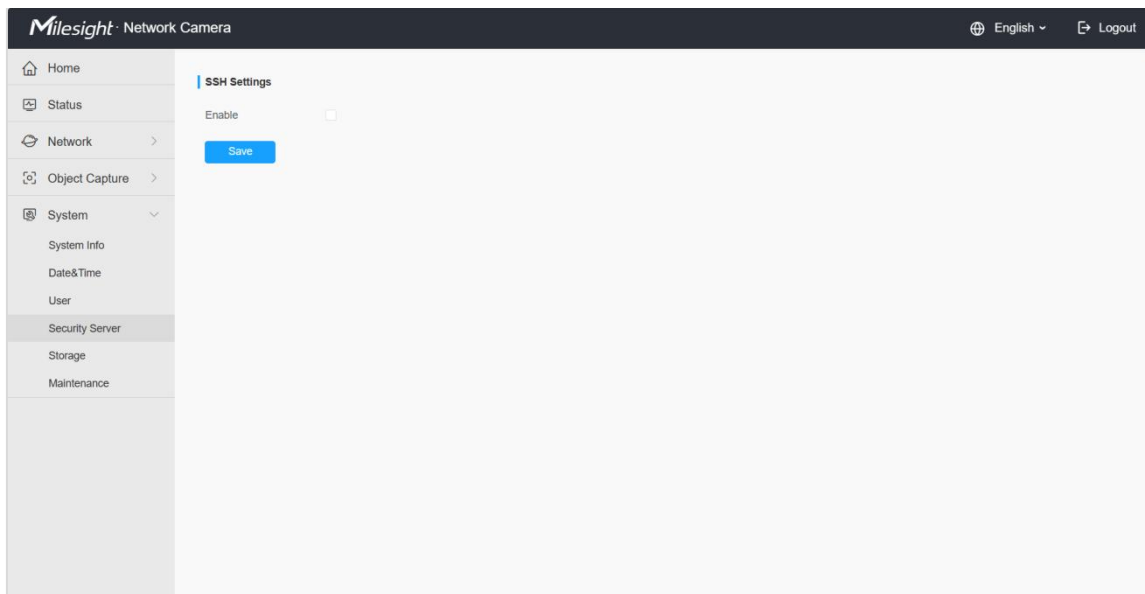 Milesight · Network Camera
English
Logout
Home
Status
Network
Object Capture
System
System Info
Date&Time
User
Security Server
Storage
Maintenance
SSH Settings
Enable
Save